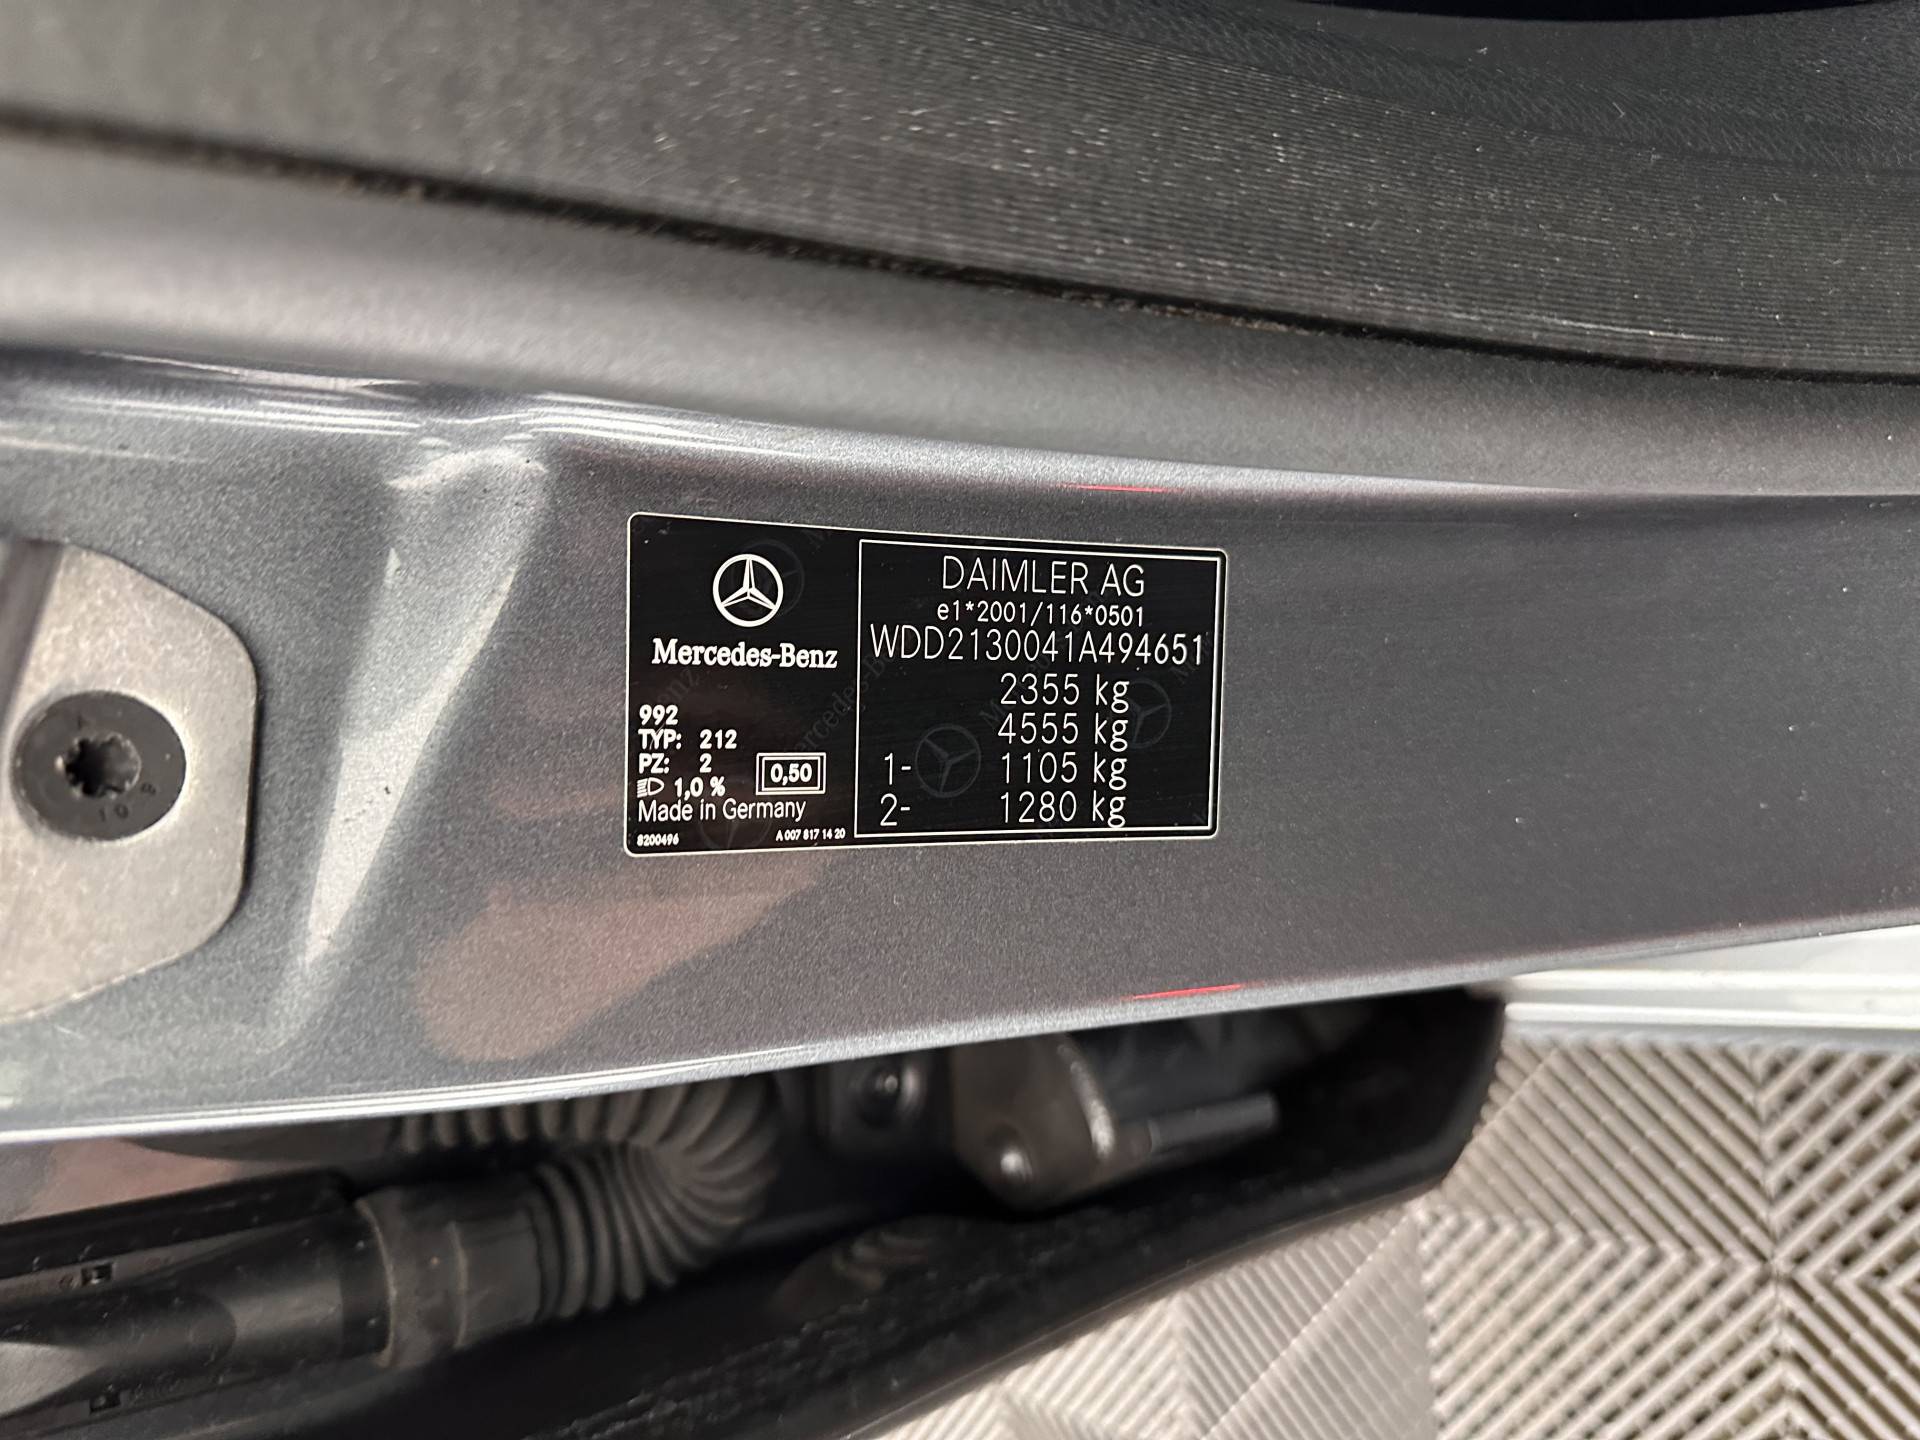 Mercedes-Benz
992
TYP: 212
PZ: 2
1,0 %
0,50
Made in Germany
8200496
A 007 817 14 20
DAIMLER AG
e1*2001/116*0501
WDD2130041A494651
2355 kg
4555 kg
1- 1105 kg
2- 1280 kg